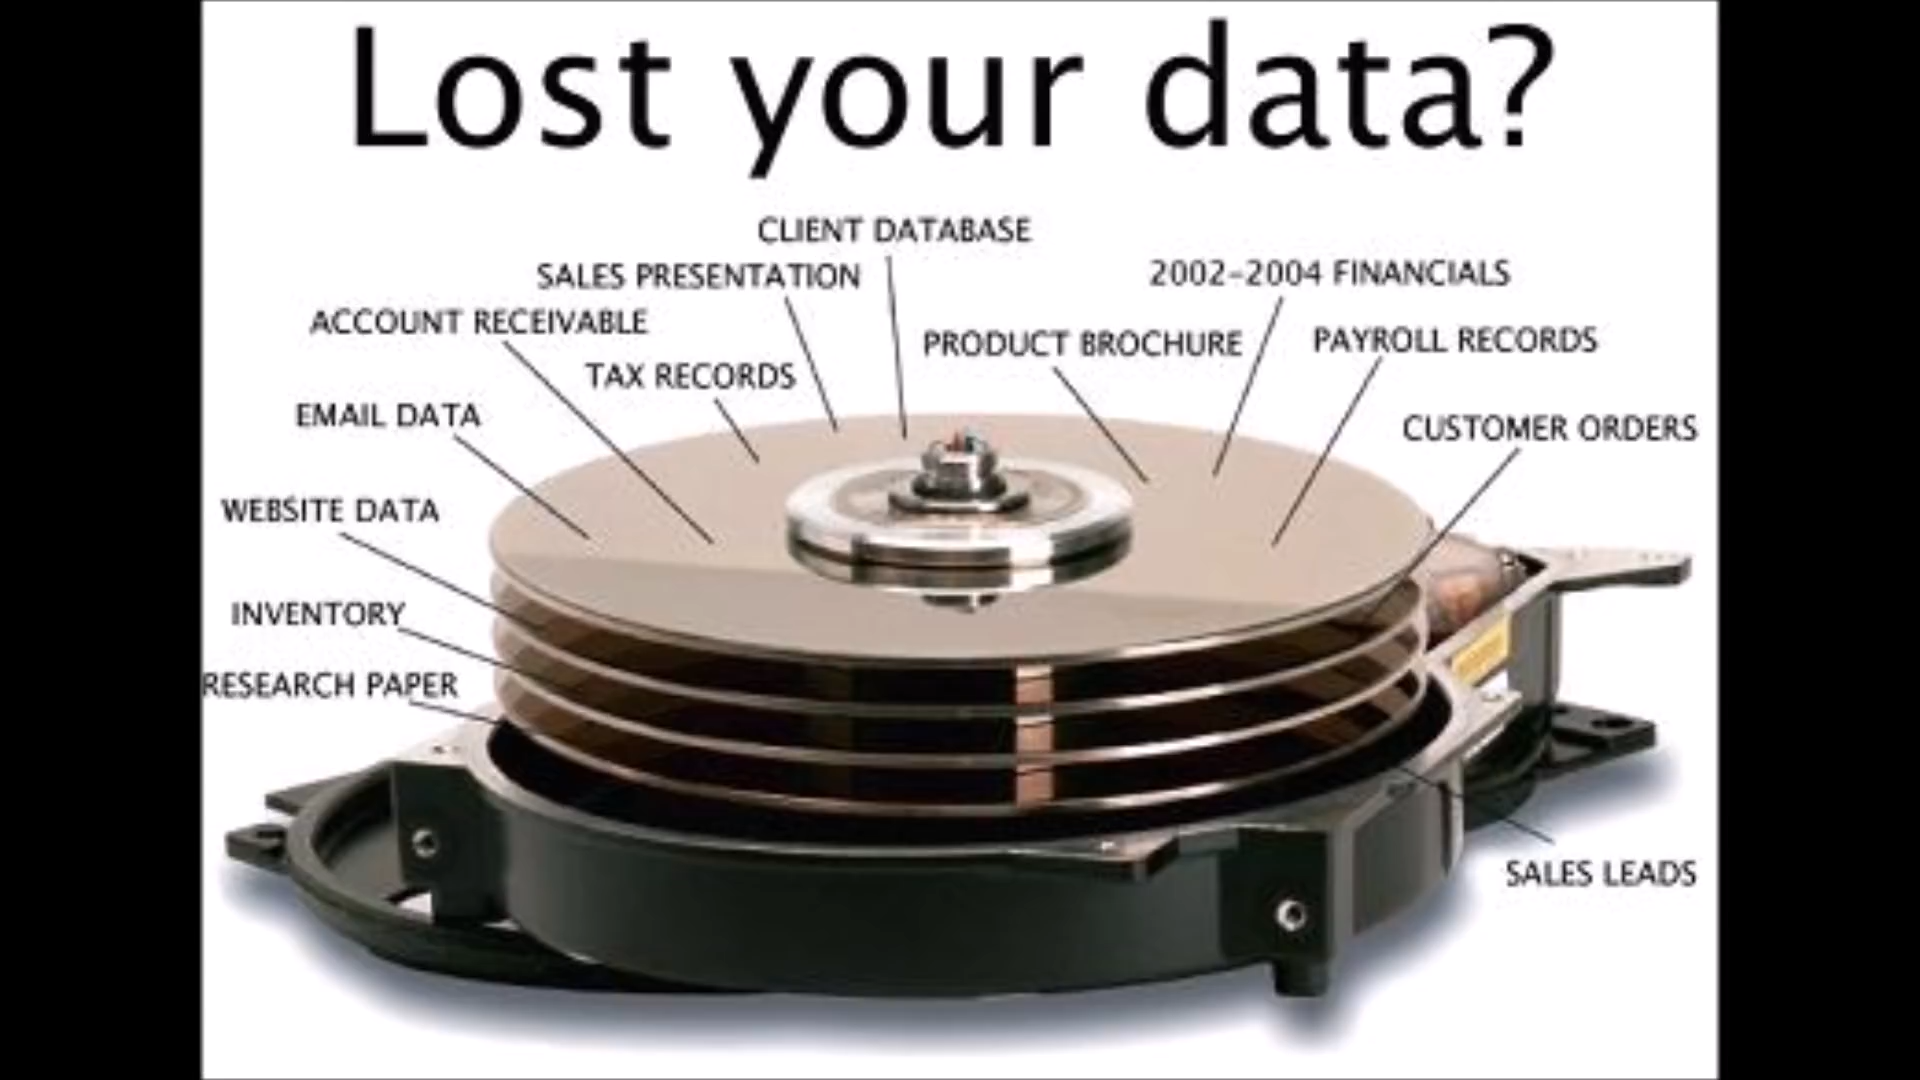 Lost your data?
CLIENT DATABASE
SALES PRESENTATION
2002-2004 FINANCIALS
ACCOUNT RECEIVABLE
PRODUCT BROCHURE
PAYROLL RECORDS
TAX RECORDS
EMAIL DATA
CUSTOMER ORDERS
WEBSITE DATA
INVENTORY
RESEARCH PAPER
SALES LEADS